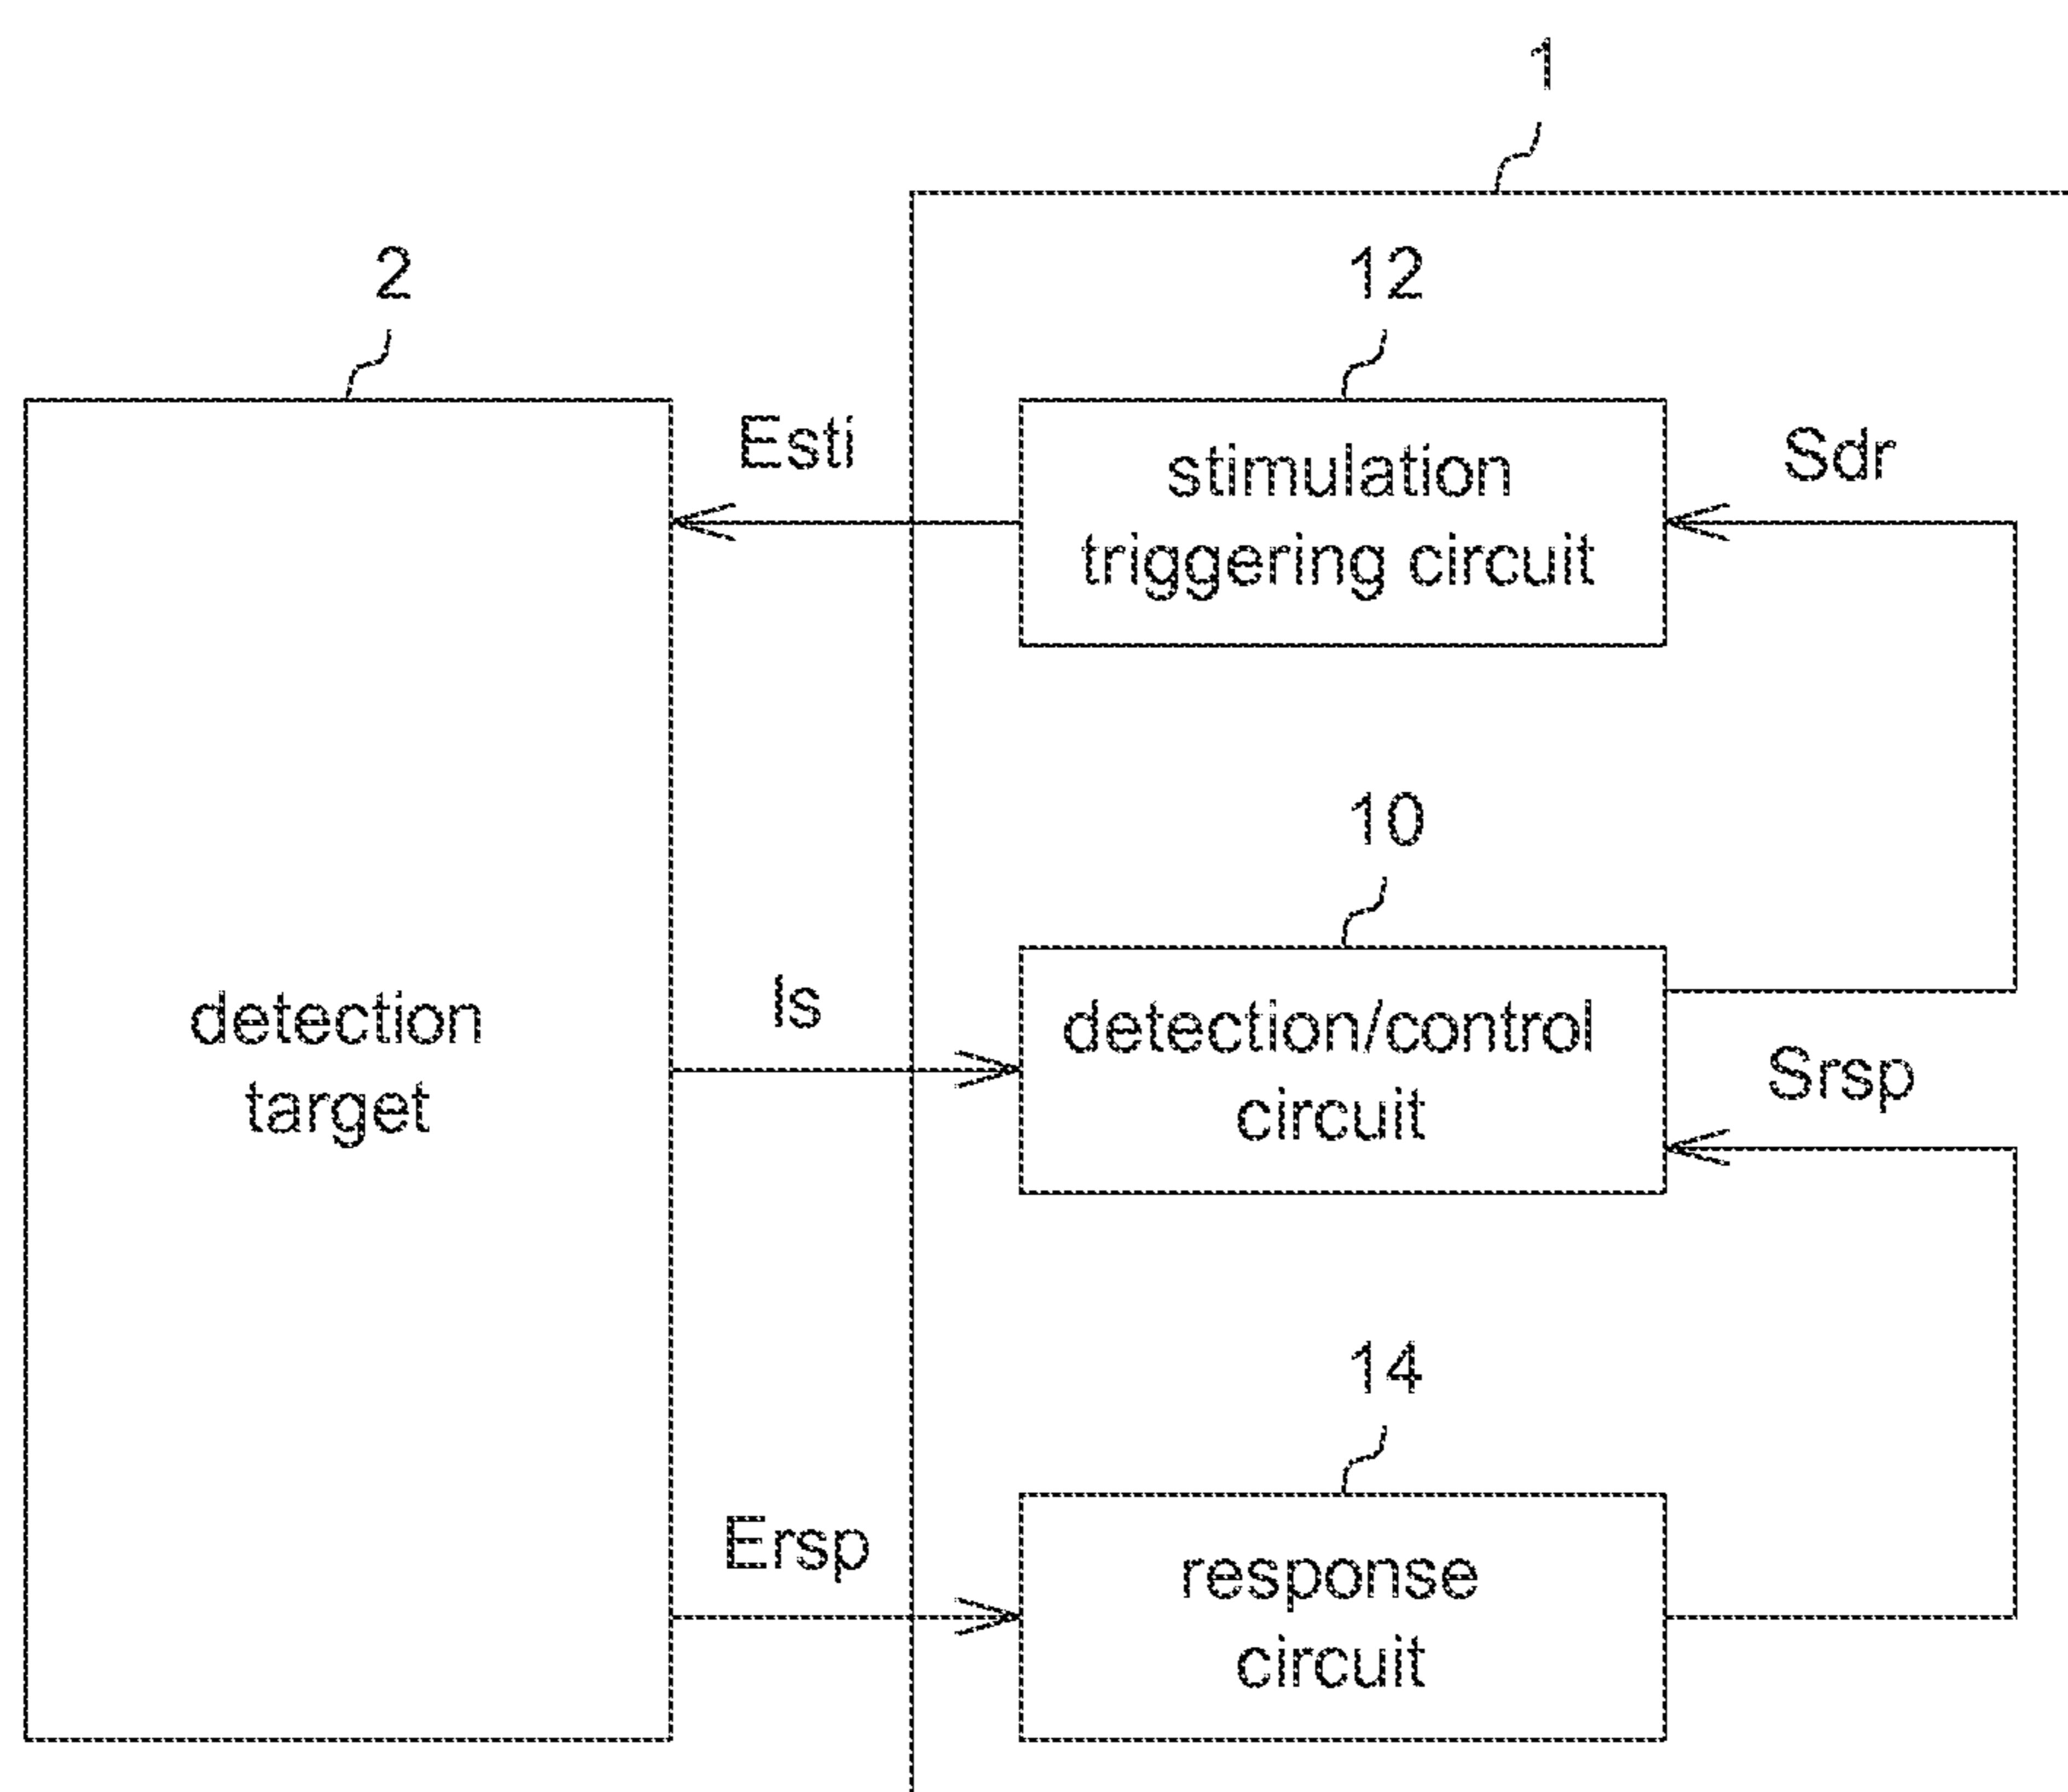 1
2
12
Esti
stimulation
triggering circuit
Sdr
10
Is
detection/control
circuit
Srsp
detection
target
14
Ersp
response
circuit